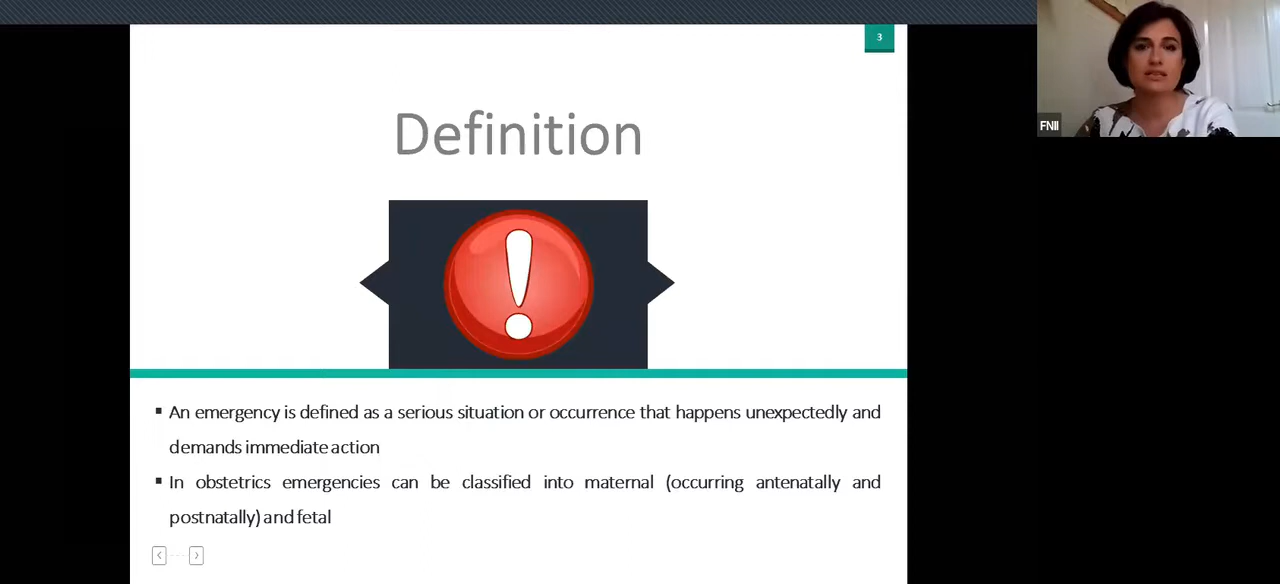 3
FNII
Definition
An emergency is defined as a serious situation or occurrence that happens unexpectedly and
demands immediate action
In obstetrics emergencies can be classified into maternal (occurring antenatally and
postnatally) and fetal